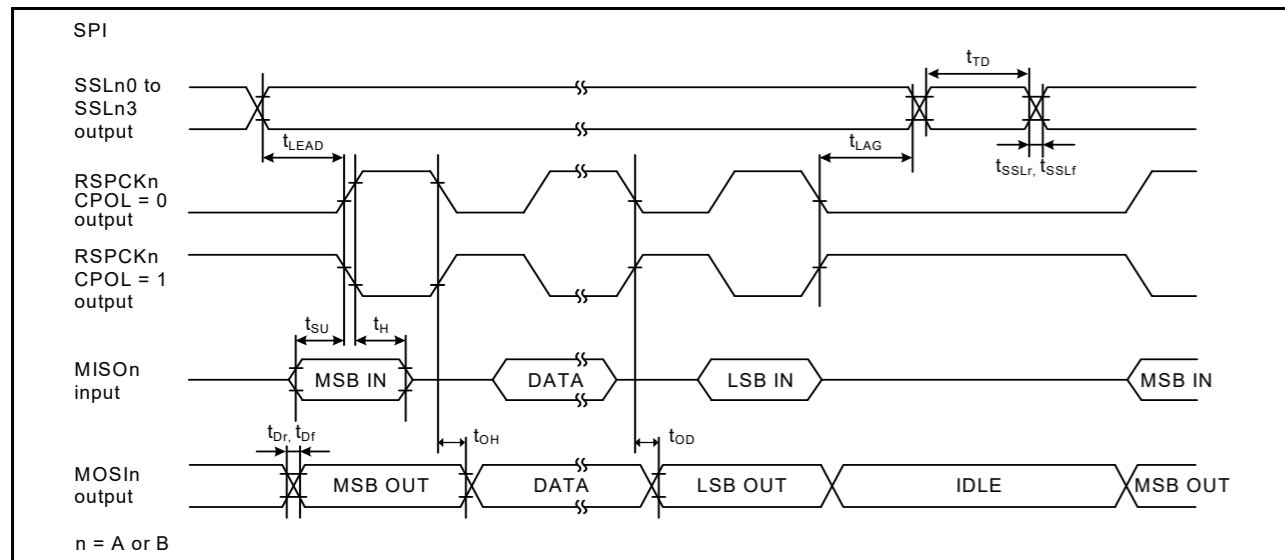 SPI
SSLn0 to
SSLn3
output
tTD
tLEAD
tLAG
tSSLr, tSSLf
RSPCKn
CPOL = 0
output
RSPCKn
CPOL = 1
output
tSU
tH
MISOn
input
MSB IN
DATA
LSB IN
MSB IN
tDr, tDf
tOH
tOD
MOSIn
output
MSB OUT
DATA
LSB OUT
IDLE
MSB OUT
n = A or B